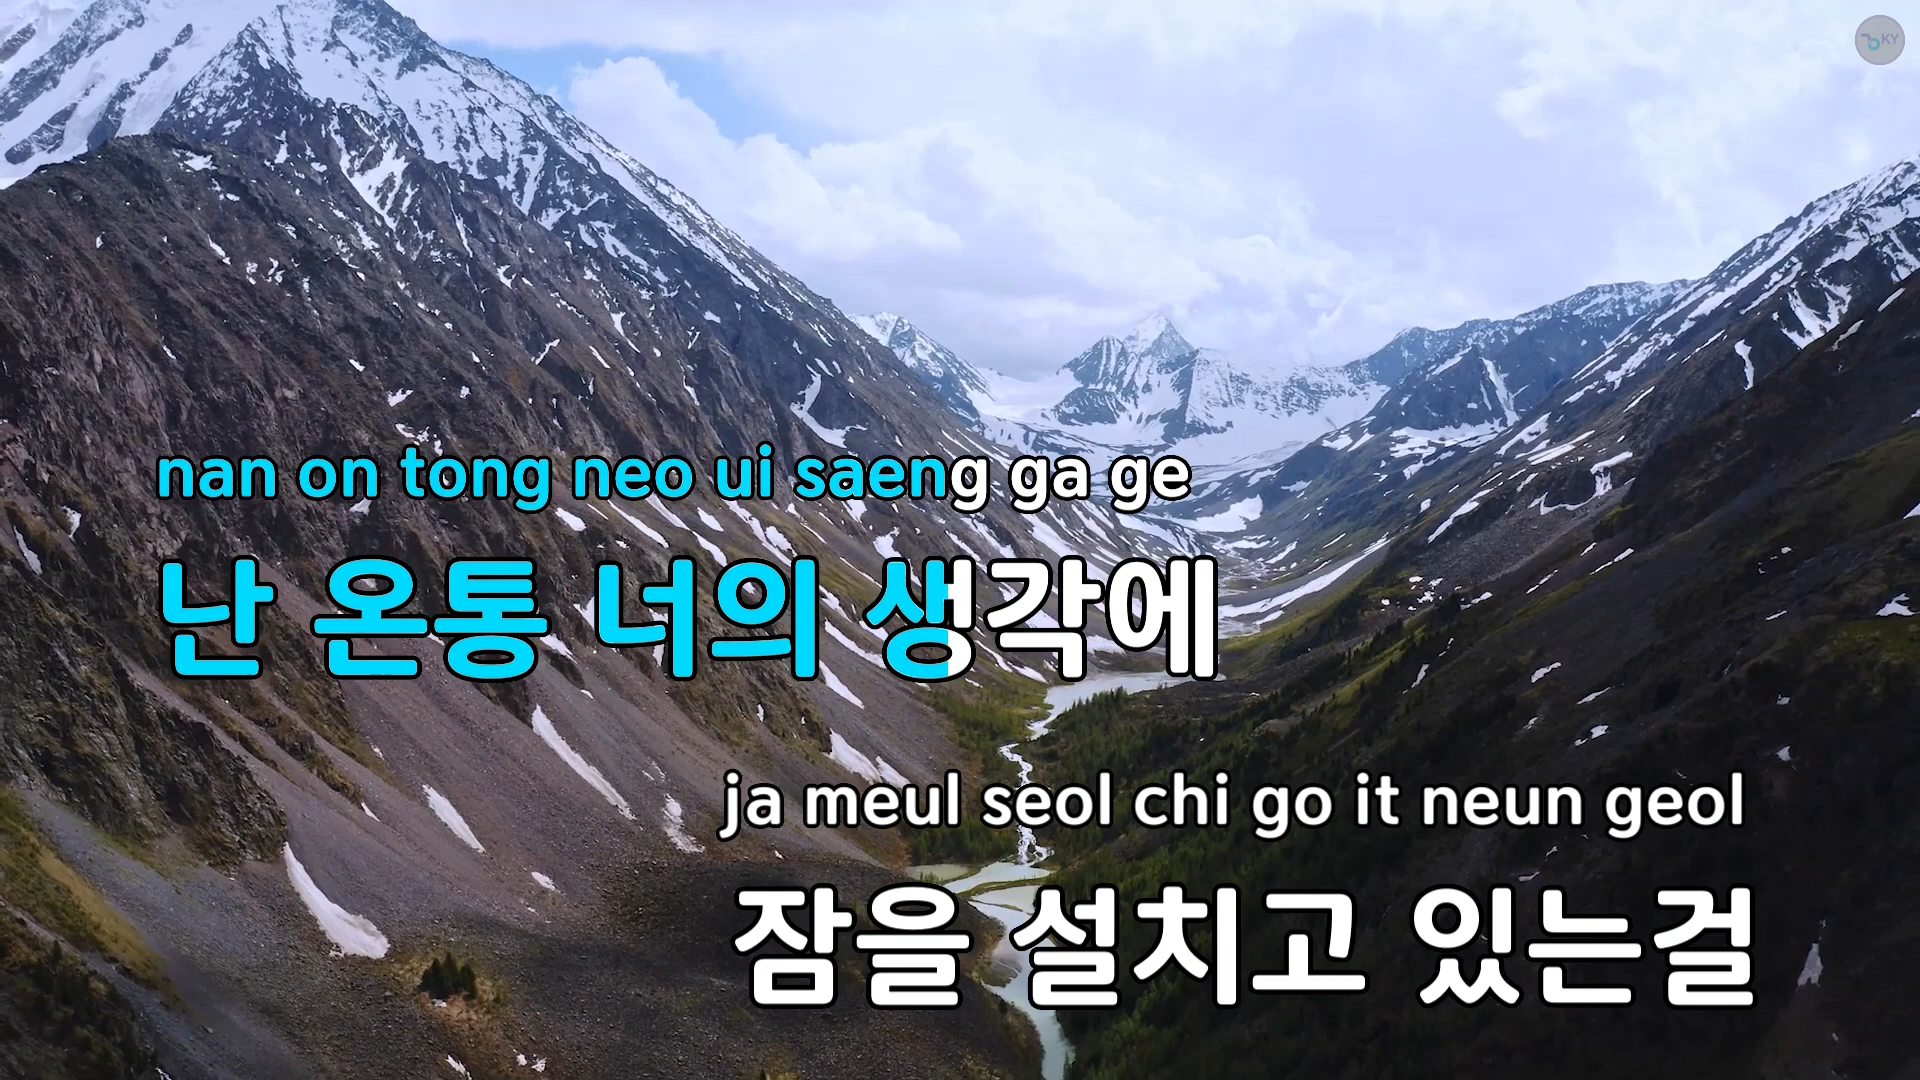 KY
nan on tong neo ui saeng ga ge
난 온통 너의 생각에
ja meul seol chi go it neun geol
잠을 설치고 있는걸